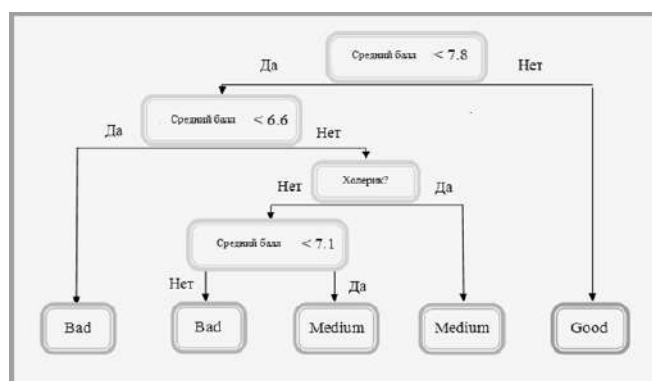 Средний балл < 7.8
Да
Нет
Средний балл < 6.6
Да
Нет
Холерик?
Нет
Да
Средний балл < 7.1
Нет
Да
Bad
Bad
Medium
Medium
Good